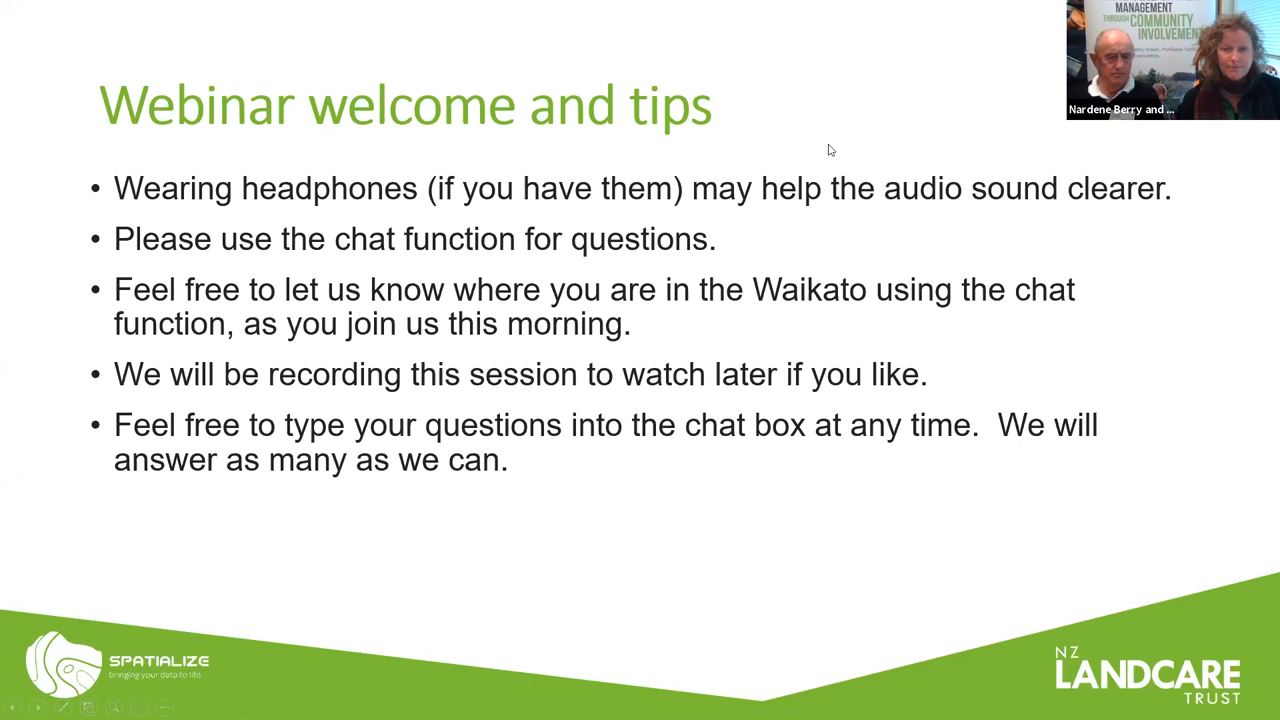 MANAGEMENT
THROUGH COMMUNITY
INVOLVEMENT
Nardene Berry and ...
Webinar welcome and tips
• Wearing headphones (if you have them) may help the audio sound clearer.
• Please use the chat function for questions.
• Feel free to let us know where you are in the Waikato using the chat
function, as you join us this morning.
• We will be recording this session to watch later if you like.
• Feel free to type your questions into the chat box at any time.  We will
answer as many as we can.
SPATIALIZE
bringing your data to life
NZ
LANDCARE
TRUST